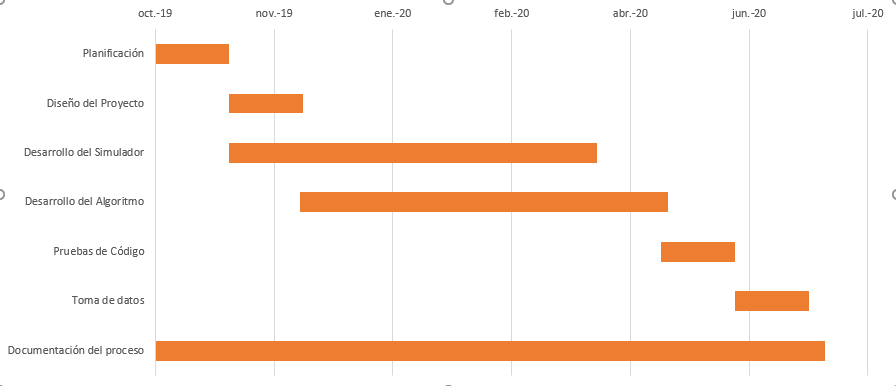 oct.-19 nov.-19 ene.-20 feb.-20 abr.-20 jun.-20 jul.-20
Planificación
Diseño del Proyecto
Desarrollo del Simulador
Desarrollo del Algoritmo
Pruebas de Código
Toma de datos
Documentación del proceso